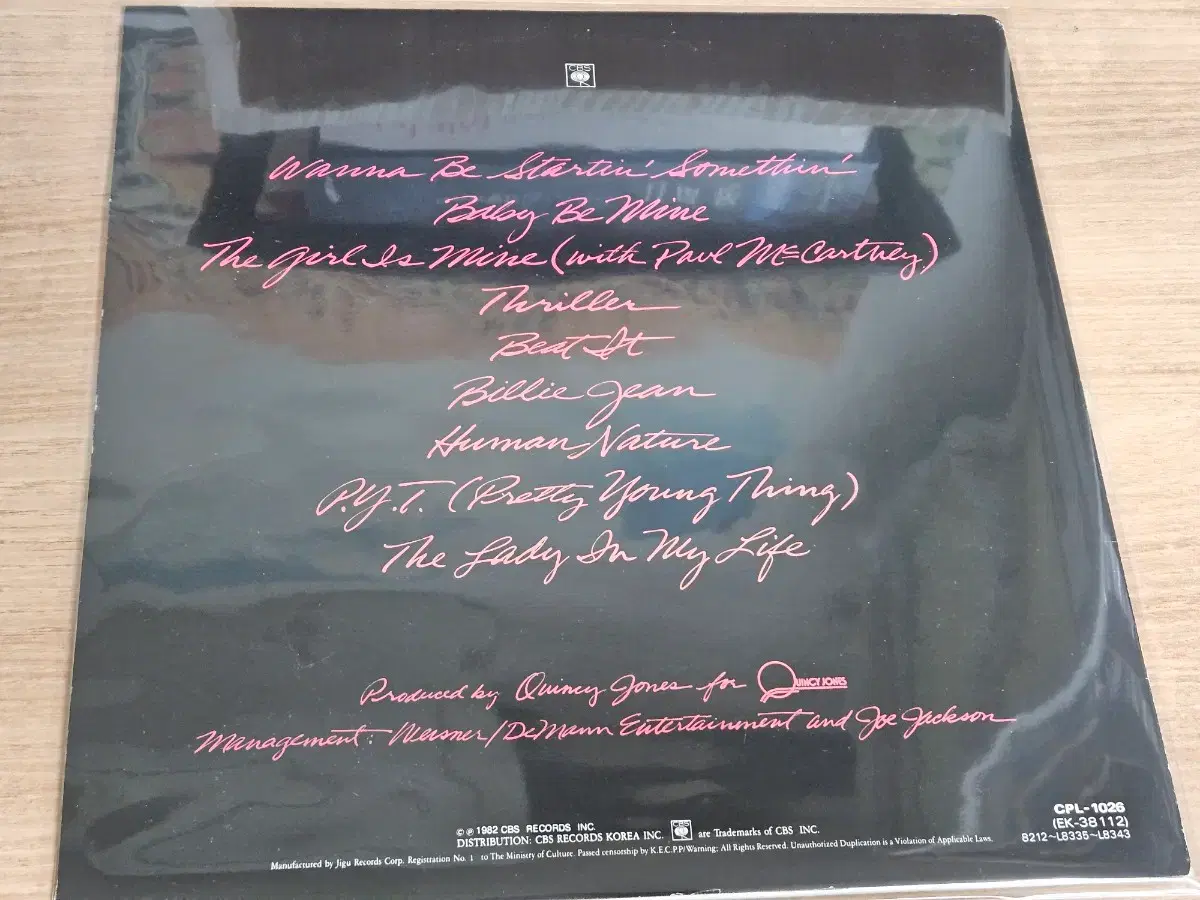 CBS
Wanna Be Startin' Somethin'
Baby Be Mine
The Girl Is Mine (with Paul McCartney)
Thriller
Beat It
Billie Jean
Human Nature
P.Y.T. (Pretty Young Thing)
The Lady In My Life
Produced by Quincy Jones for QUINCY JONES
Management: Weisner/DeMann Entertainment and Joe Jackson
© ℗ 1982 CBS RECORDS INC.
DISTRIBUTION: CBS RECORDS KOREA INC. CBS are Trademarks of CBS INC.
Manufactured by Jigu Records Corp. Registration No. 1 to The Ministry of Culture. Passed censorship by K.E.C.P.P/Warning; All Rights Reserved. Unauthorized Duplication is a Violation of Applicable Laws.
CPL-1026
(EK-38112)
8212~L8335~L8343